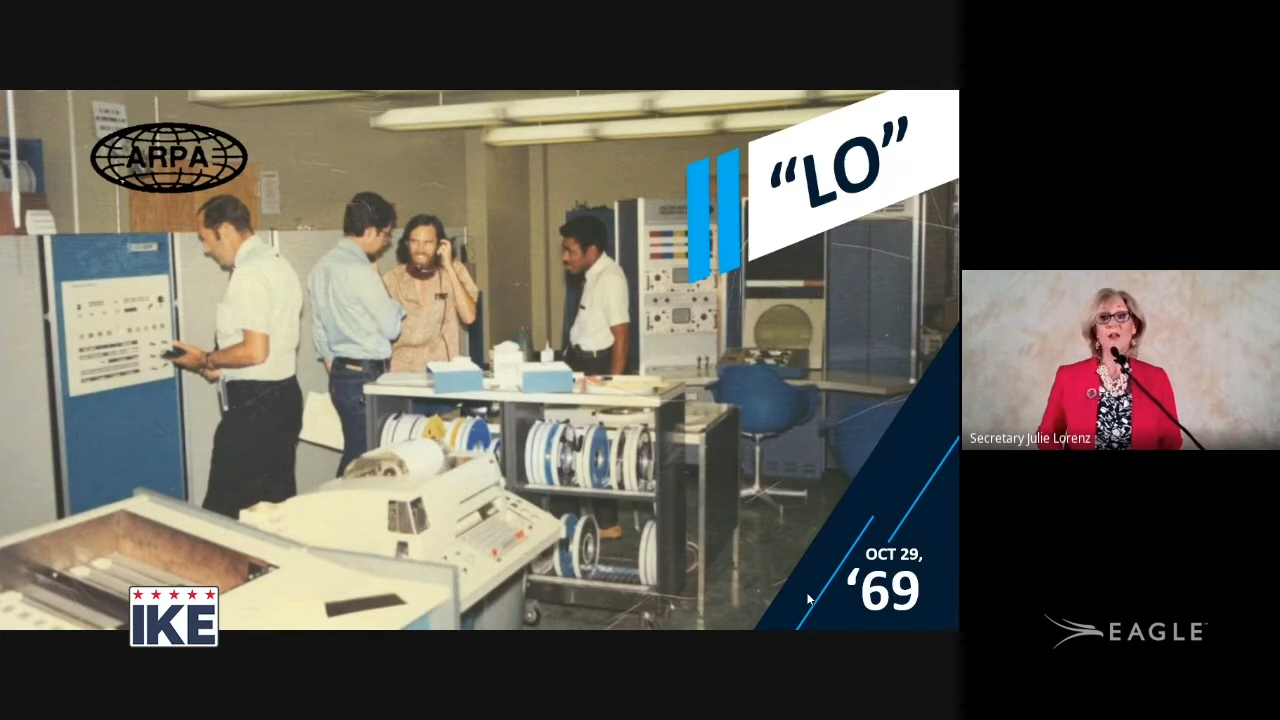 ARPA
“LO”
Secretary Julie Lorenz
OCT 29,
‘69
IKE
EAGLE